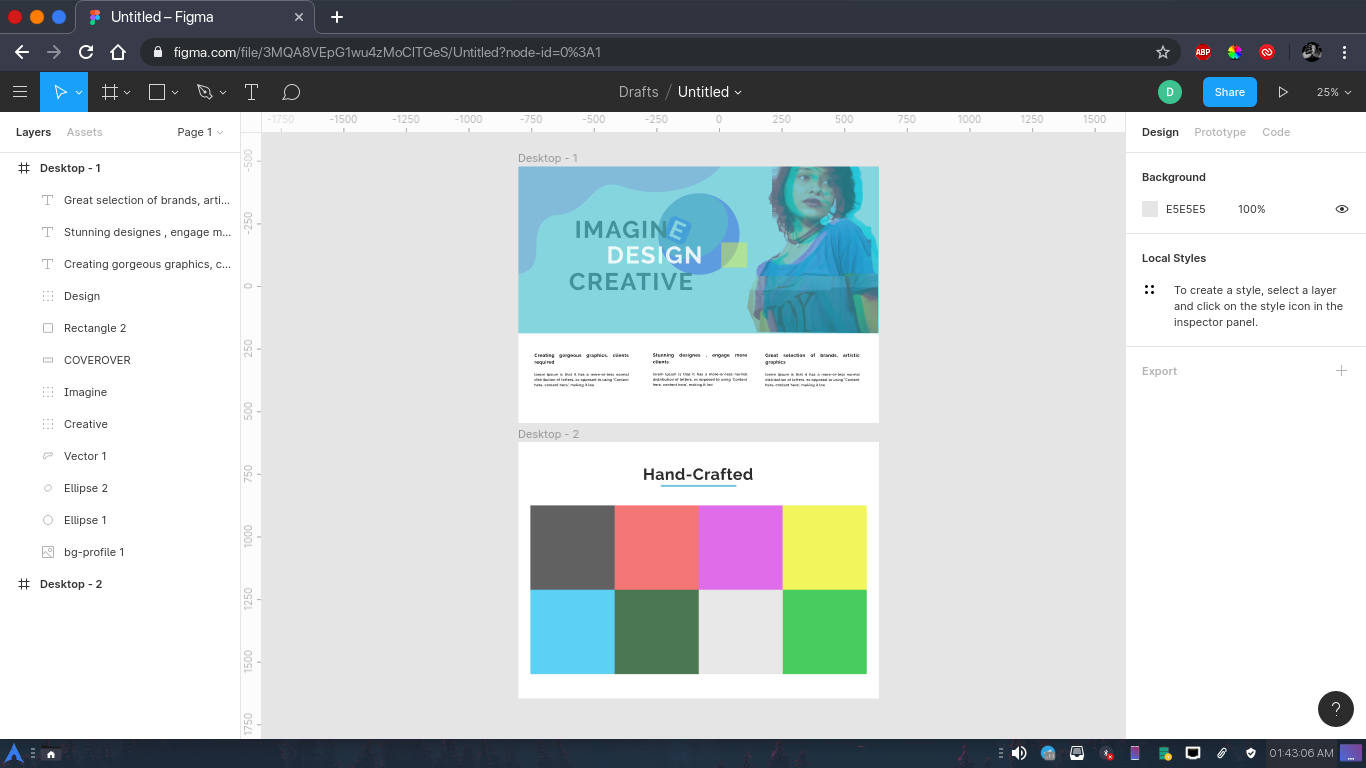 Untitled – Figma
figma.com/file/3MQA8VEpG1wu4zMoClTGeS/Untitled?node-id=0%3A1
ABP
Drafts / Untitled
D
Share
25%
Layers
Assets
Page 1
Desktop - 1
Great selection of brands, arti...
Stunning designes , engage m...
Creating gorgeous graphics, c...
Design
Rectangle 2
COVEROVER
Imagine
Creative
Vector 1
Ellipse 2
Ellipse 1
bg-profile 1
Desktop - 2
-1750 -1500 -1250 -1000 -750 -500 -250 0 250 500 750 1000 1250 1500
-500
-250
0
250
500
750
1000
1250
1500
1750
Desktop - 1
IMAGINE
DESIGN
CREATIVE
Creating gorgeous graphics, clients
required
lorem Ipsum is that it has a more-or-less normal
distribution of letters, as opposed to using 'Content
here, content here', making it loo
Stunning designes , engage more
clients
lorem Ipsum is that it has a more-or-less normal
distribution of letters, as opposed to using 'Content
here, content here', making it loo
Great selection of brands, artistic
graphics
lorem Ipsum is that it has a more-or-less normal
distribution of letters, as opposed to using 'Content
here, content here', making it loo
Desktop - 2
Hand-Crafted
Design
Prototype
Code
Background
E5E5E5
100%
Local Styles
To create a style, select a layer
and click on the style icon in the
inspector panel.
Export
?
01:43:06 AM